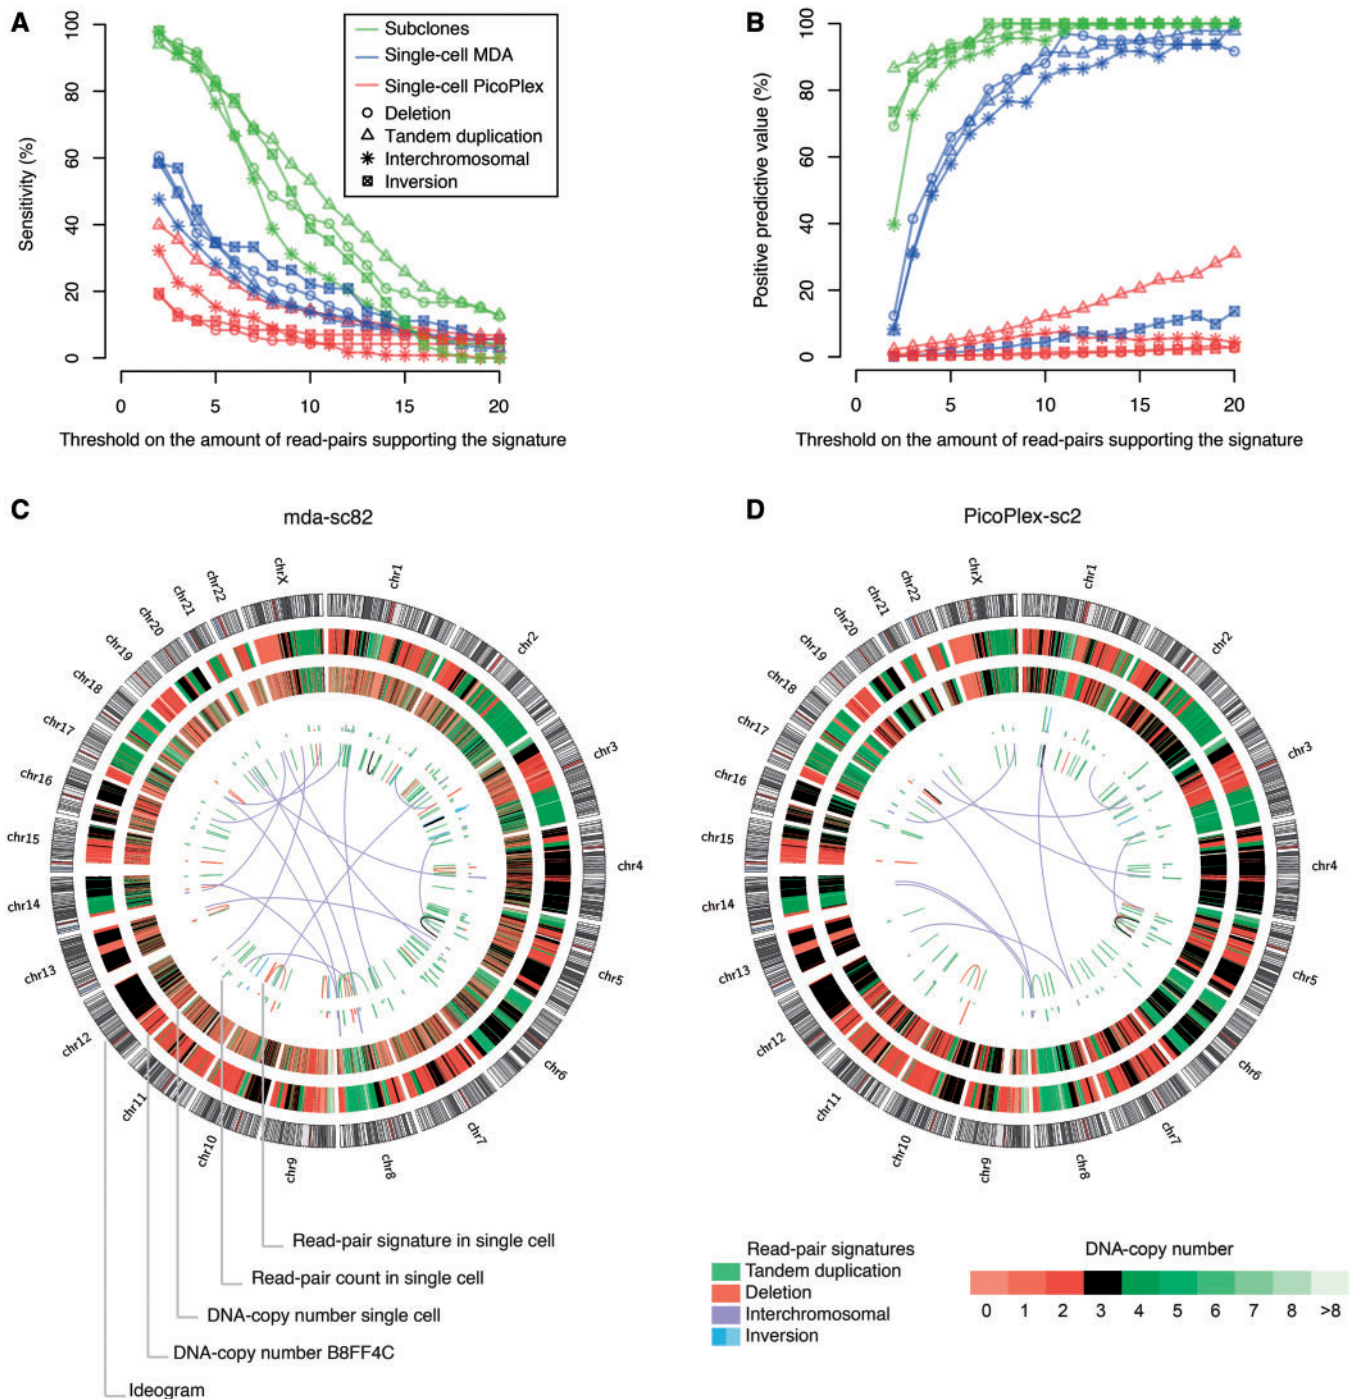 A
Sensitivity (%)
100
80
60
40
20
0
0 5 10 15 20
Threshold on the amount of read-pairs supporting the signature
Subclones
Single-cell MDA
Single-cell PicoPlex
Deletion
Tandem duplication
Interchromosomal
Inversion
B
Positive predictive value (%)
100
80
60
40
20
0
0 5 10 15 20
Threshold on the amount of read-pairs supporting the signature
C
mda-sc82
chr1
chr2
chr3
chr4
chr5
chr6
chr7
chr8
chr9
chr10
chr11
chr12
chr13
chr14
chr15
chr16
chr17
chr18
chr19
chr20
chr21
chr22
chrX
Read-pair signature in single cell
Read-pair count in single cell
DNA-copy number single cell
DNA-copy number B8FF4C
Ideogram
D
PicoPlex-sc2
chr1
chr2
chr3
chr4
chr5
chr6
chr7
chr8
chr9
chr10
chr11
chr12
chr13
chr14
chr15
chr16
chr17
chr18
chr19
chr20
chr21
chr22
chrX
Read-pair signatures
Tandem duplication
Deletion
Interchromosomal
Inversion
DNA-copy number
0 1 2 3 4 5 6 7 8 >8